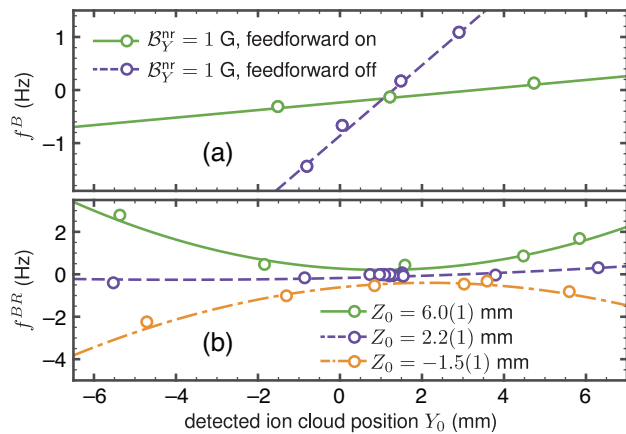 1
0
−1
f^B (Hz)
B_Y^nr = 1 G, feedforward on
B_Y^nr = 1 G, feedforward off
(a)
2
0
−2
−4
f^BR (Hz)
(b)
Z_0 = 6.0(1) mm
Z_0 = 2.2(1) mm
Z_0 = −1.5(1) mm
−6 −4 −2 0 2 4 6
detected ion cloud position Y_0 (mm)